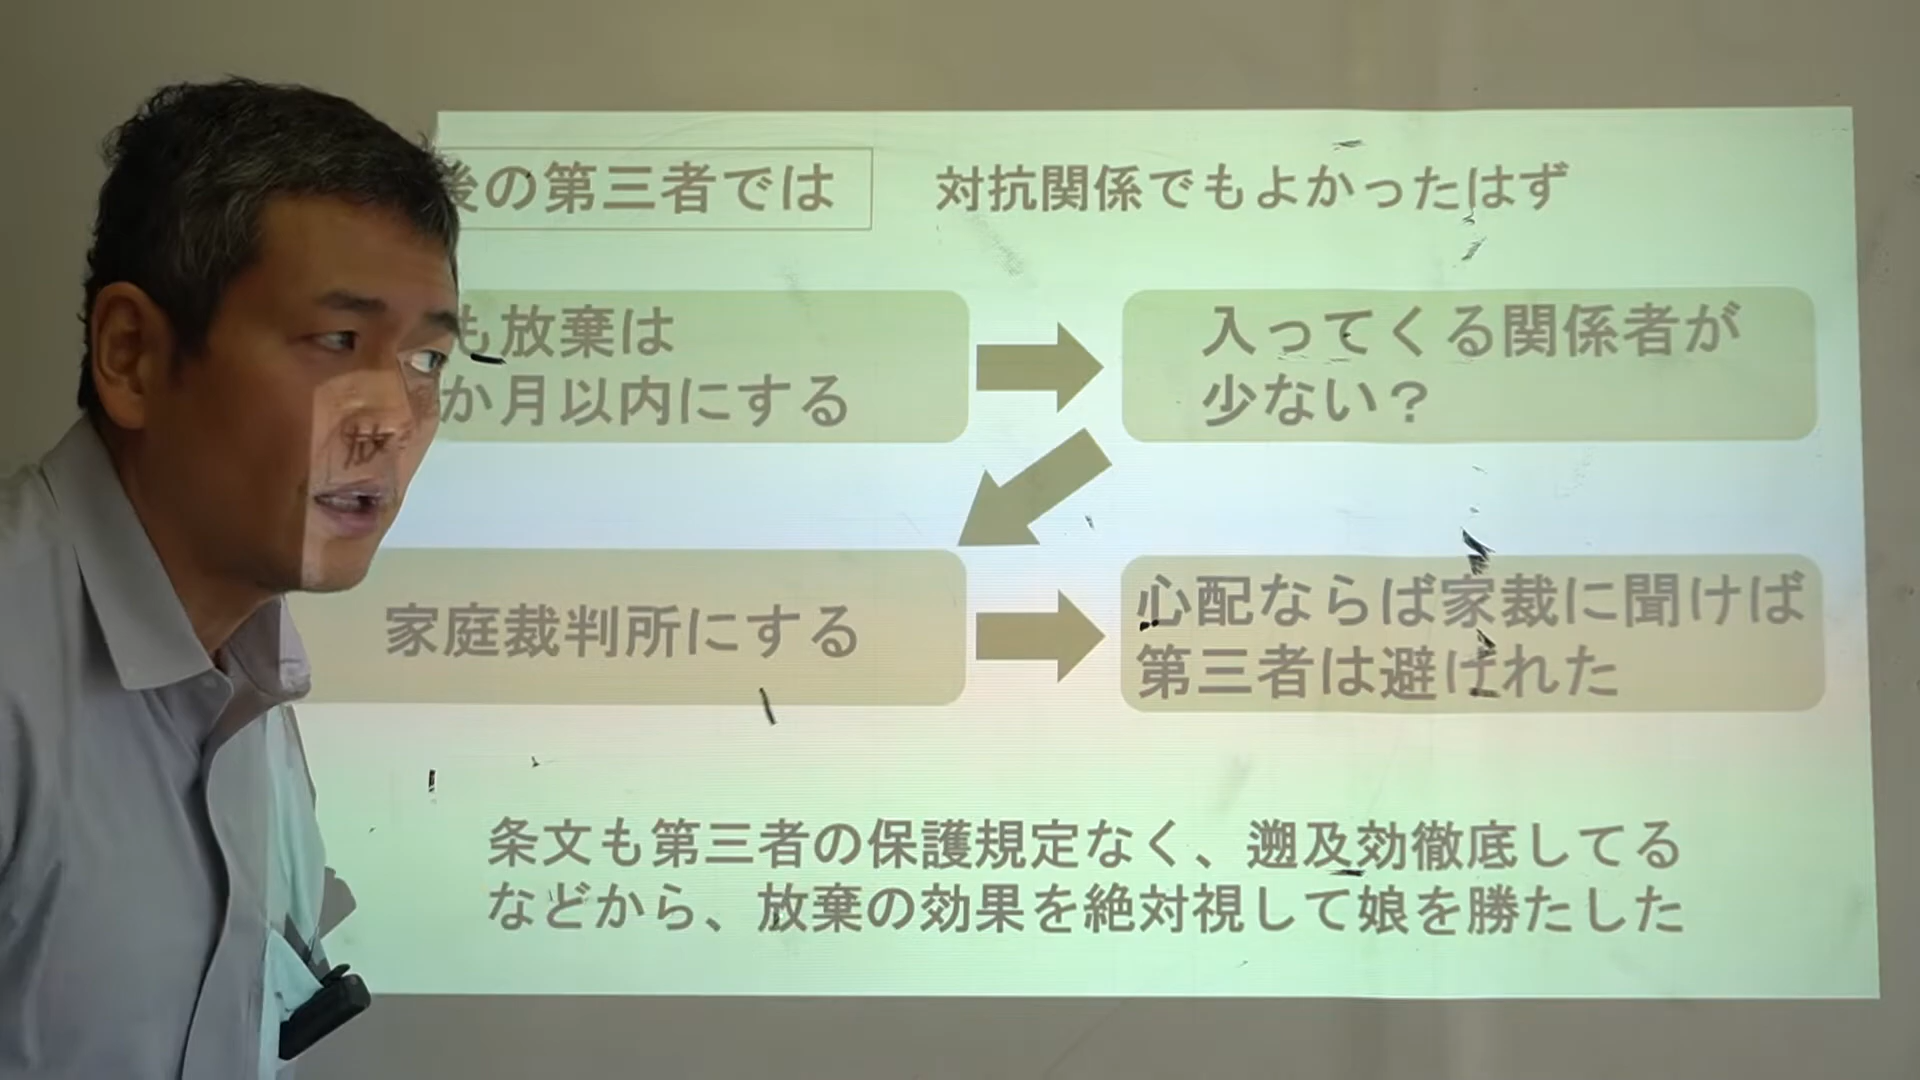 後の第三者では
対抗関係でもよかったはず
も放棄は
か月以内にする
入ってくる関係者が
少ない？
放
家庭裁判所にする
心配ならば家裁に聞けば
第三者は避けれた
条文も第三者の保護規定なく、遡及効徹底してる
などから、放棄の効果を絶対視して娘を勝たした